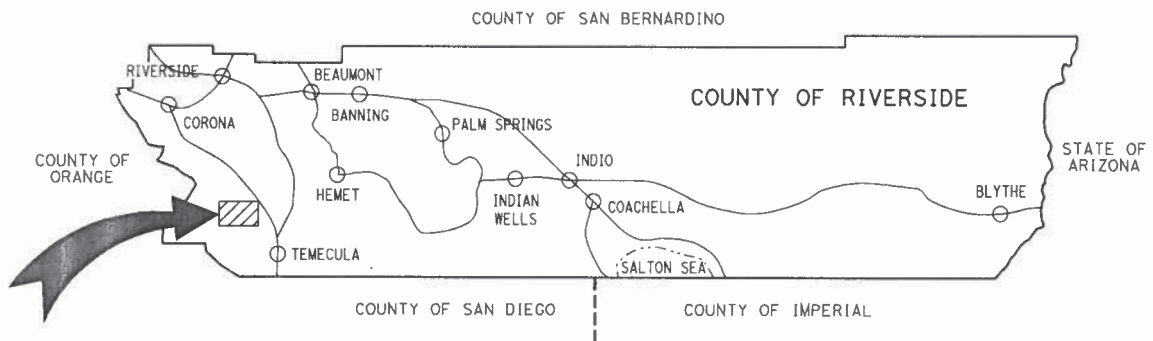 COUNTY OF SAN BERNARDINO
RIVERSIDE
BEAUMONT
COUNTY OF RIVERSIDE
CORONA
BANNING
PALM SPRINGS
COUNTY OF
ORANGE
STATE OF
ARIZONA
HEMET
INDIO
INDIAN
WELLS
COACHELLA
BLYTHE
TEMECULA
SALTON SEA
COUNTY OF SAN DIEGO
COUNTY OF IMPERIAL